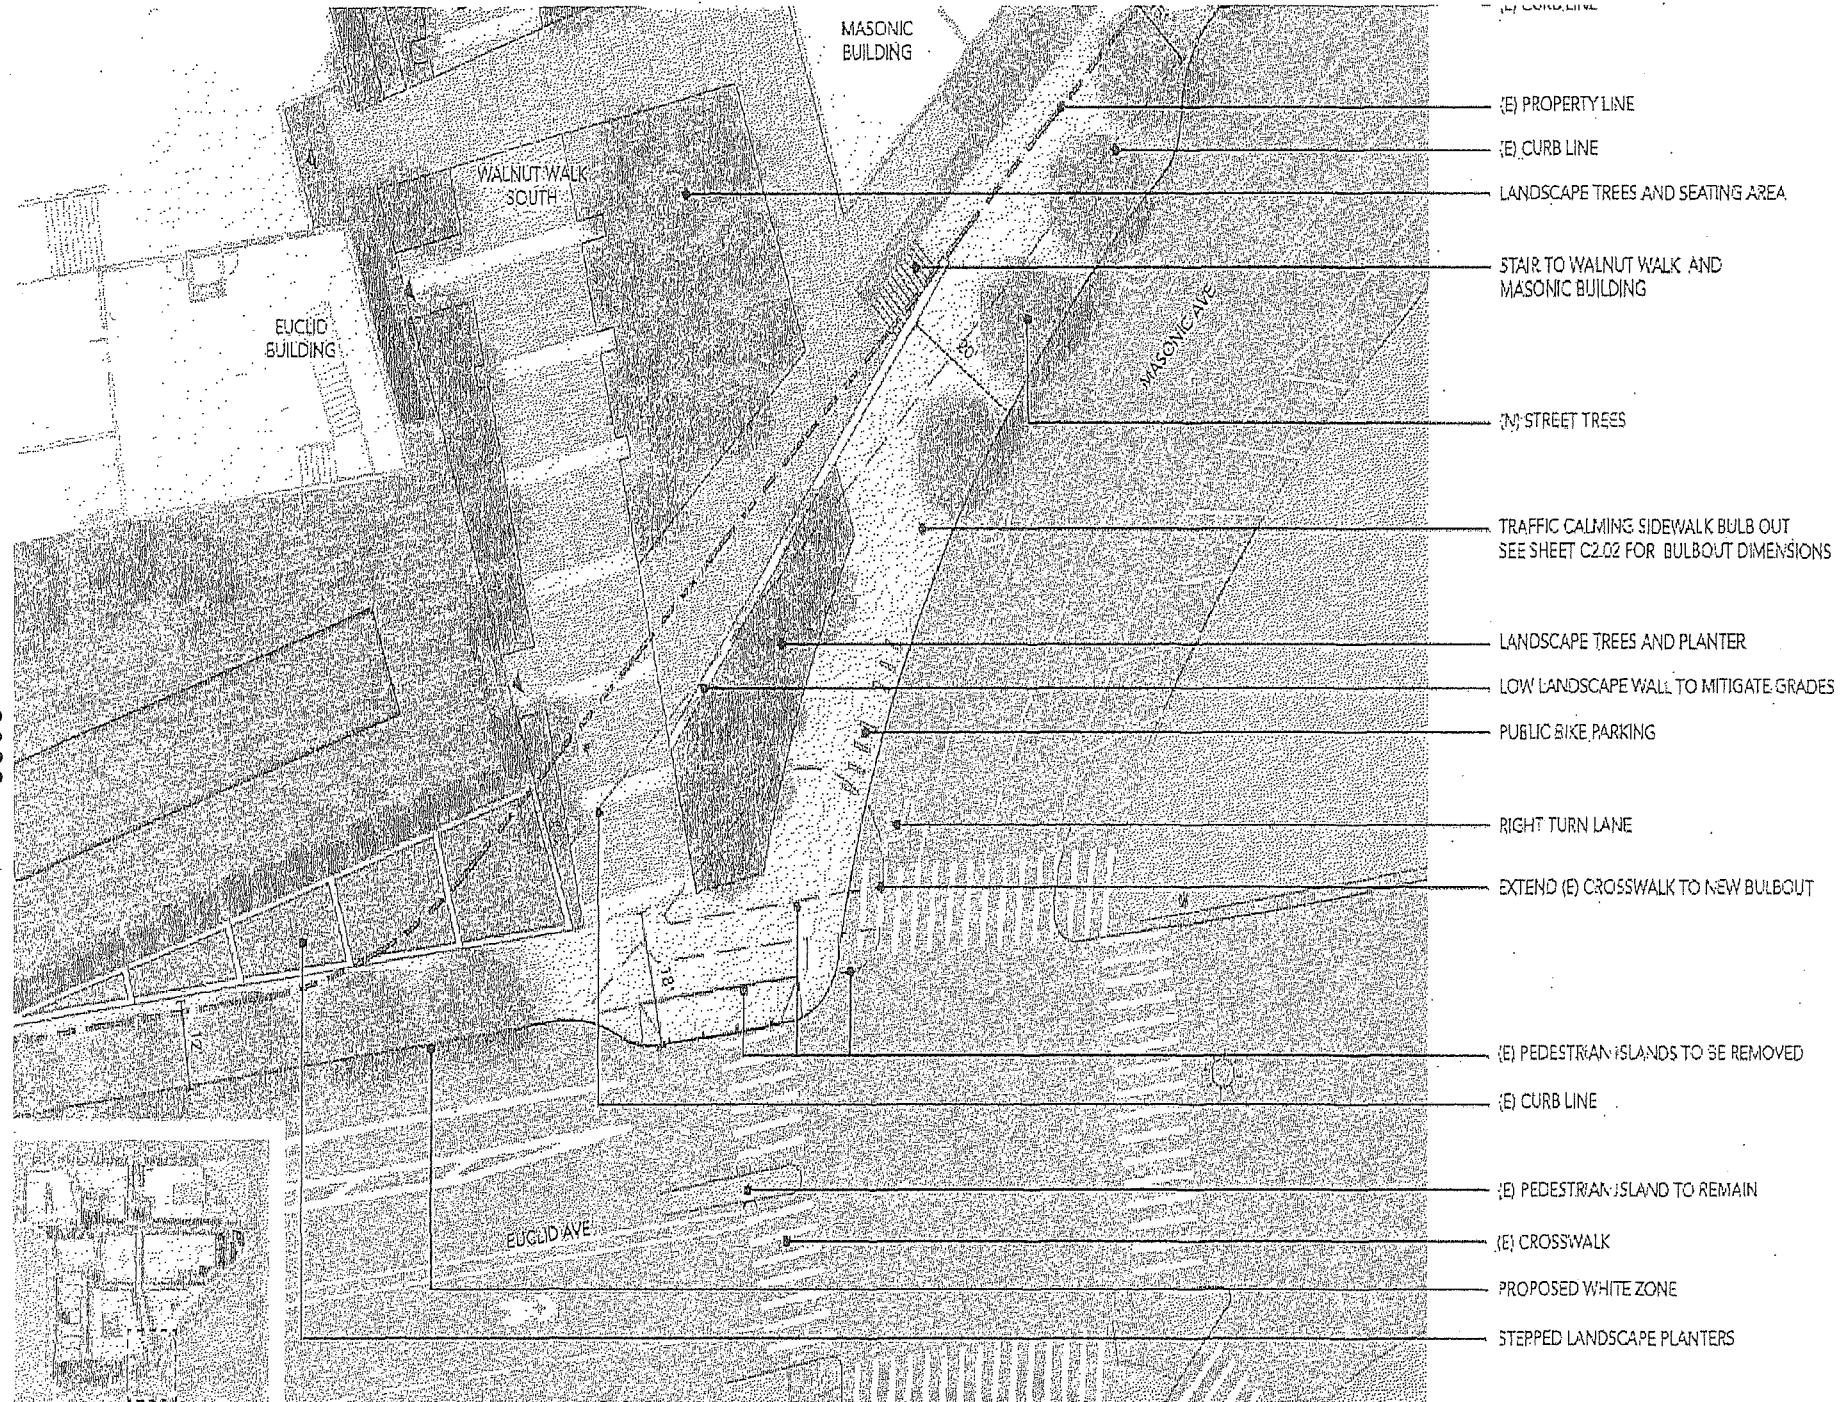 (E) CURB LINE
MASONIC
BUILDING
(E) PROPERTY LINE
(E) CURB LINE
WALNUT WALK
SOUTH
LANDSCAPE TREES AND SEATING AREA
STAIR TO WALNUT WALK AND
MASONIC BUILDING
EUCLID
BUILDING
MASONIC AVE
20'
(N) STREET TREES
TRAFFIC CALMING SIDEWALK BULB OUT
SEE SHEET C2.02 FOR BULBOUT DIMENSIONS
LANDSCAPE TREES AND PLANTER
LOW LANDSCAPE WALL TO MITIGATE GRADES
PUBLIC BIKE PARKING
RIGHT TURN LANE
EXTEND (E) CROSSWALK TO NEW BULBOUT
18'
12'
(E) PEDESTRIAN ISLANDS TO BE REMOVED
(E) CURB LINE
(E) PEDESTRIAN ISLAND TO REMAIN
EUCLID AVE
(E) CROSSWALK
PROPOSED WHITE ZONE
STEPPED LANDSCAPE PLANTERS